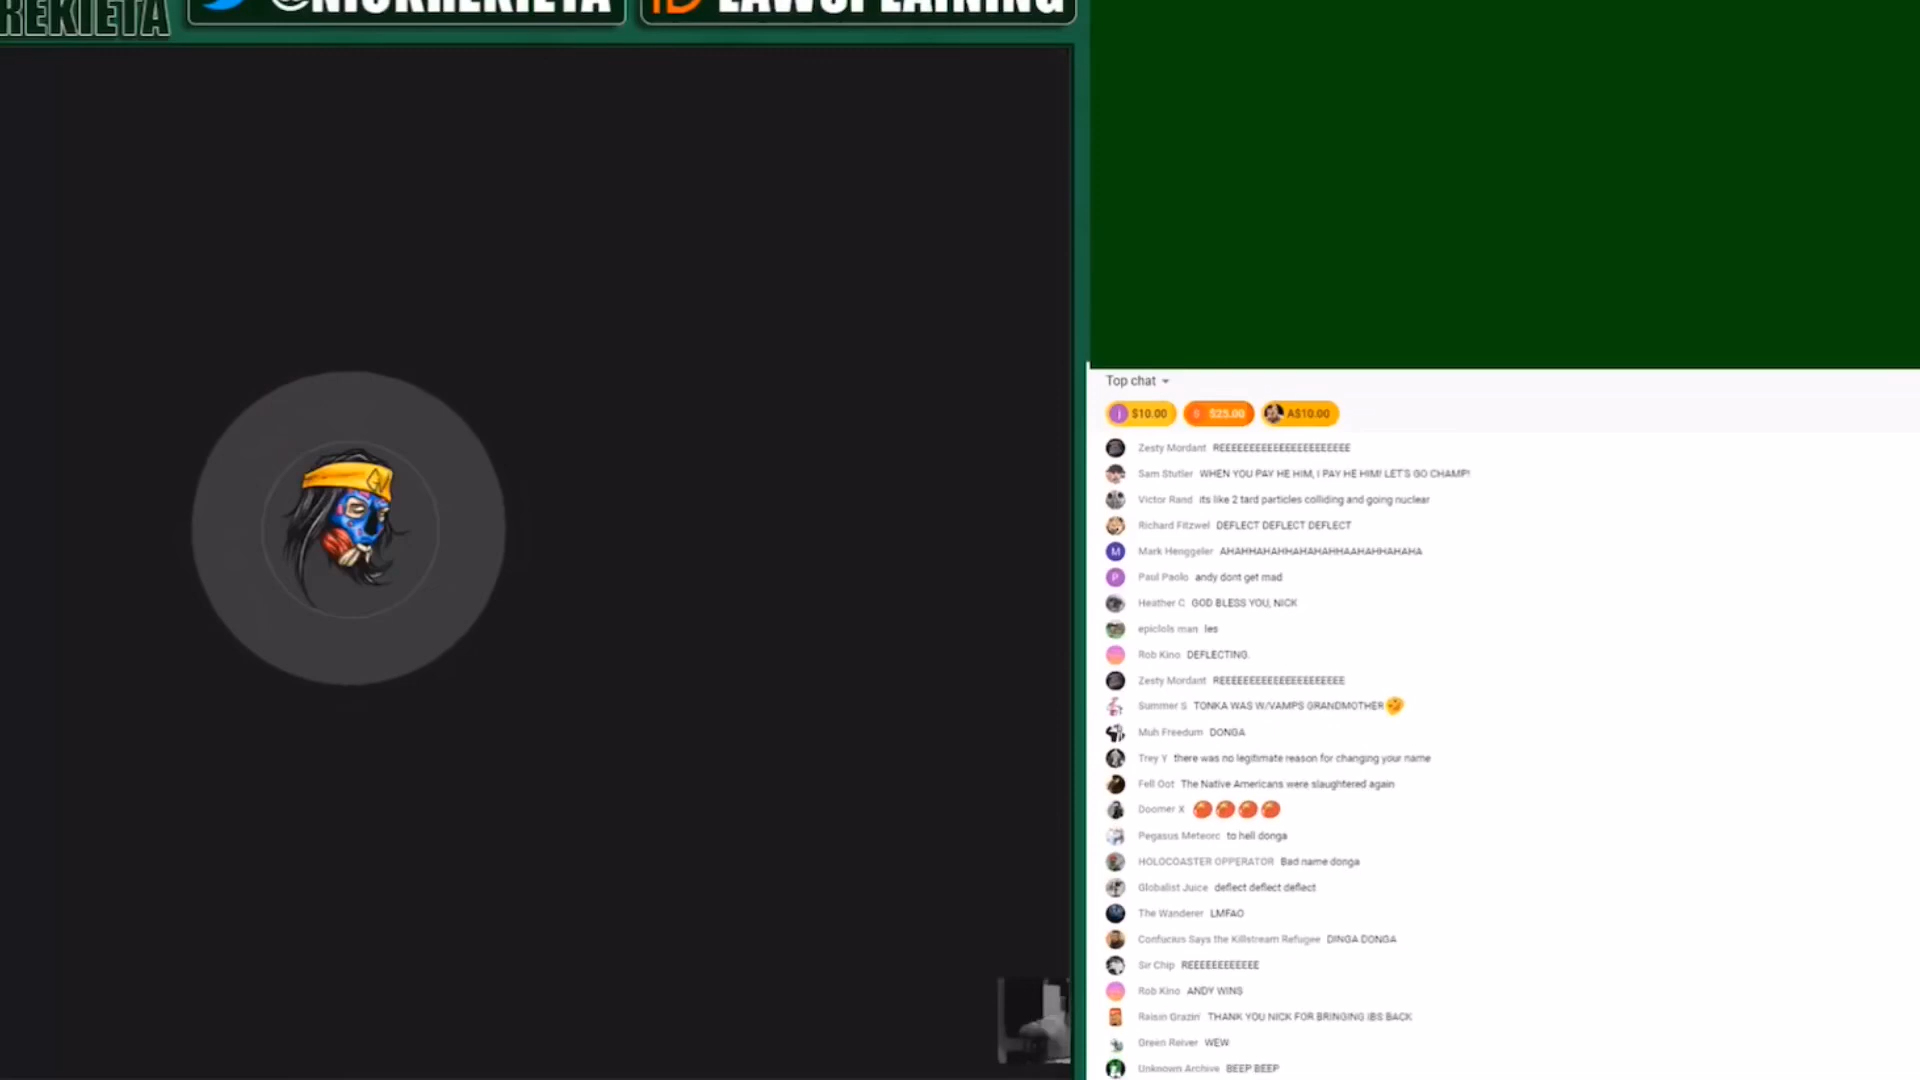 REKIETA
@NICKREKIETA
LAWSPLAINING
Top chat
$10.00 $25.00 A$10.00
Zesty Mordant REEEEEEEEEEEEEEEEEEEEEEE
Sam Stutler WHEN YOU PAY HE HIM, I PAY HE HIM! LET'S GO CHAMP!
Victor Rand its like 2 tard particles colliding and going nuclear
Richard Fitzwel DEFLECT DEFLECT DEFLECT
Mark Henggeler AHAHHAHAHHAHAHAHHAAHAHHAHAHA
Paul Paolo andy dont get mad
Heather C GOD BLESS YOU, NICK
epiclols man les
Rob Kino DEFLECTING.
Zesty Mordant REEEEEEEEEEEEEEEEEEEEEE
Summer S TONKA WAS W/VAMPS GRANDMOTHER
Muh Freedum DONGA
Trey Y there was no legitimate reason for changing your name
Fell Oot The Native Americans were slaughtered again
Doomer X
Pegasus Meteorc to hell donga
HOLOCOASTER OPPERATOR Bad name donga
Globalist Juice deflect deflect deflect
The Wanderer LMFAO
Confucius Says the Killstream Refugee DINGA DONGA
Sir Chip REEEEEEEEEEEE
Rob Kino ANDY WINS
Raisin Grazin' THANK YOU NICK FOR BRINGING IBS BACK
Green Reiver WEW
Unknown Archive BEEP BEEP